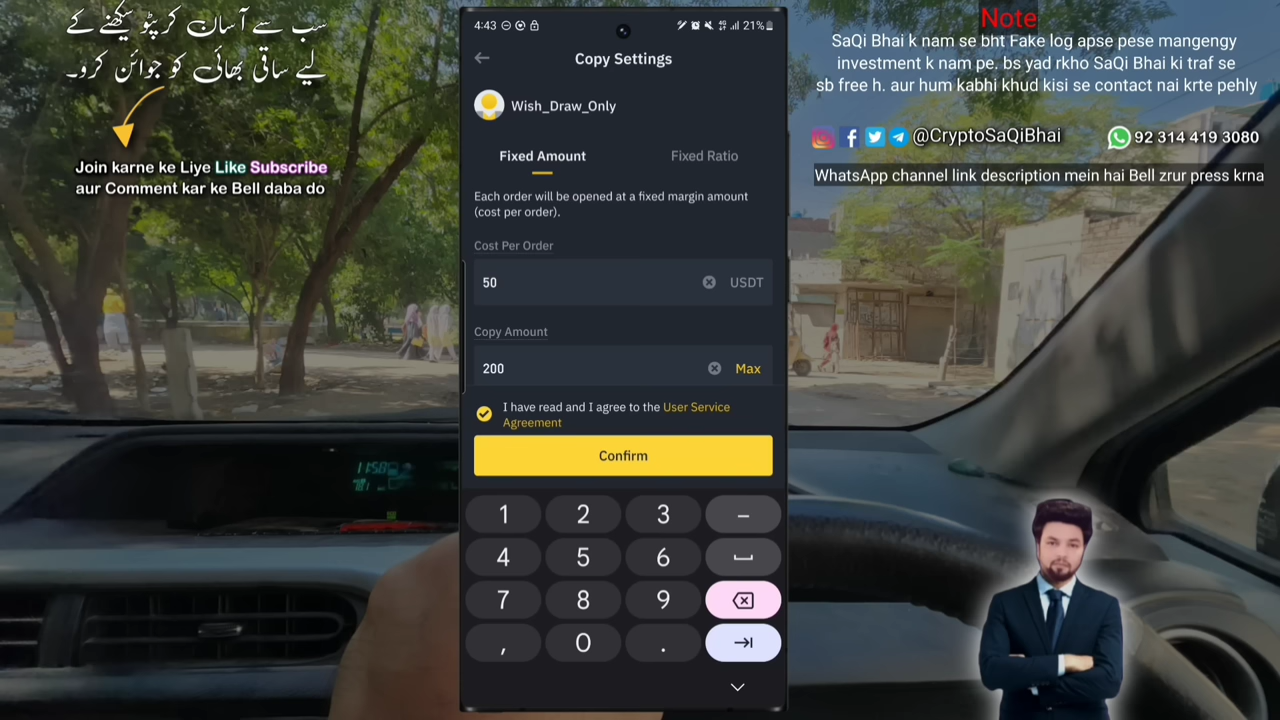 سب سے آسان کرپٹو سیکھنے کے
لیے ساقی بھائی کو جوائن کرو۔
Join karne ke Liye Like Subscribe
aur Comment kar ke Bell daba do
4:43
21%
Copy Settings
Wish_Draw_Only
Fixed Amount
Fixed Ratio
Each order will be opened at a fixed margin amount
(cost per order).
Cost Per Order
50
USDT
Copy Amount
200
Max
I have read and I agree to the User Service
Agreement
Confirm
1 2 3 –
4 5 6
7 8 9
, 0 .
Note
SaQi Bhai k nam se bht Fake log apse pese mangengy
investment k nam pe. bs yad rkho SaQi Bhai ki traf se
sb free h. aur hum kabhi khud kisi se contact nai krte pehly
@CryptoSaQiBhai
92 314 419 3080
WhatsApp channel link description mein hai Bell zrur press krna